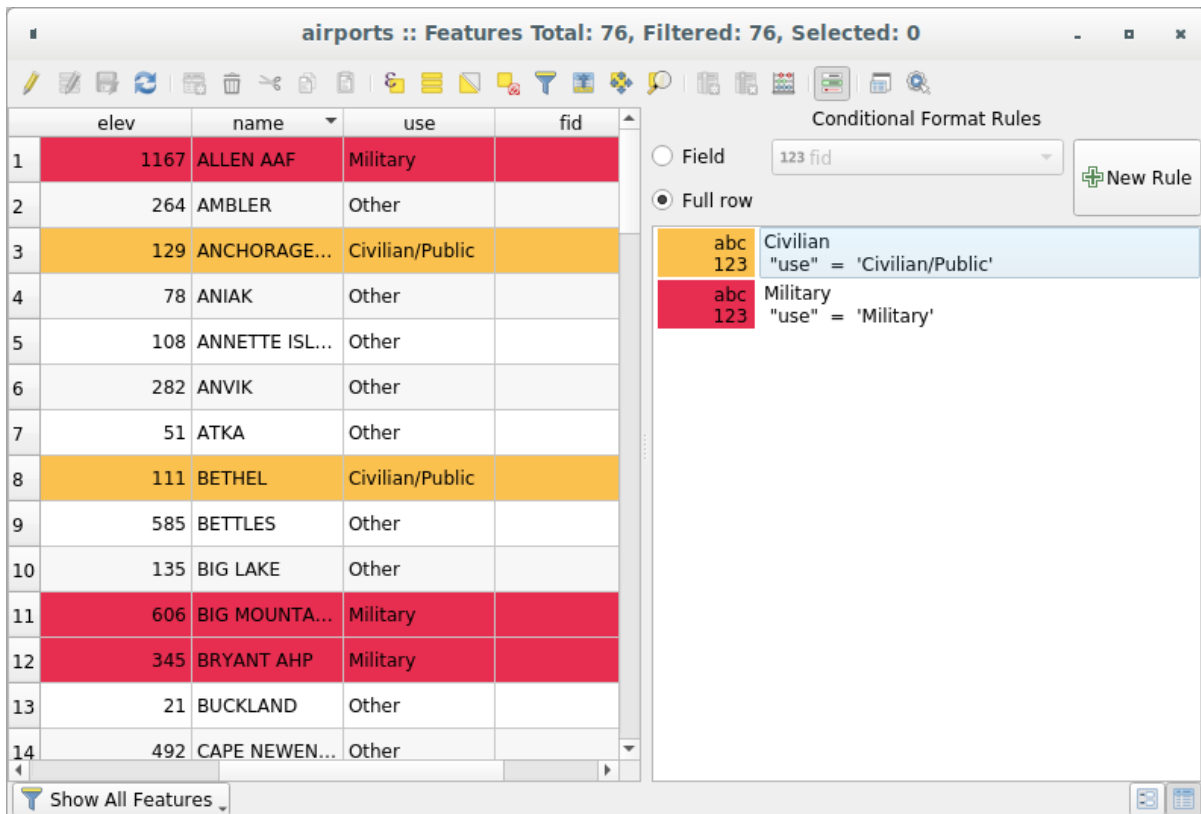 airports :: Features Total: 76, Filtered: 76, Selected: 0
elev name use fid
1 1167 ALLEN AAF Military
2 264 AMBLER Other
3 129 ANCHORAGE... Civilian/Public
4 78 ANIAK Other
5 108 ANNETTE ISL... Other
6 282 ANVIK Other
7 51 ATKA Other
8 111 BETHEL Civilian/Public
9 585 BETTLES Other
10 135 BIG LAKE Other
11 606 BIG MOUNTA... Military
12 345 BRYANT AHP Military
13 21 BUCKLAND Other
14 492 CAPE NEWEN... Other
Show All Features
Conditional Format Rules
Field 123 fid
Full row
New Rule
abc Civilian
123 "use" = 'Civilian/Public'
abc Military
123 "use" = 'Military'